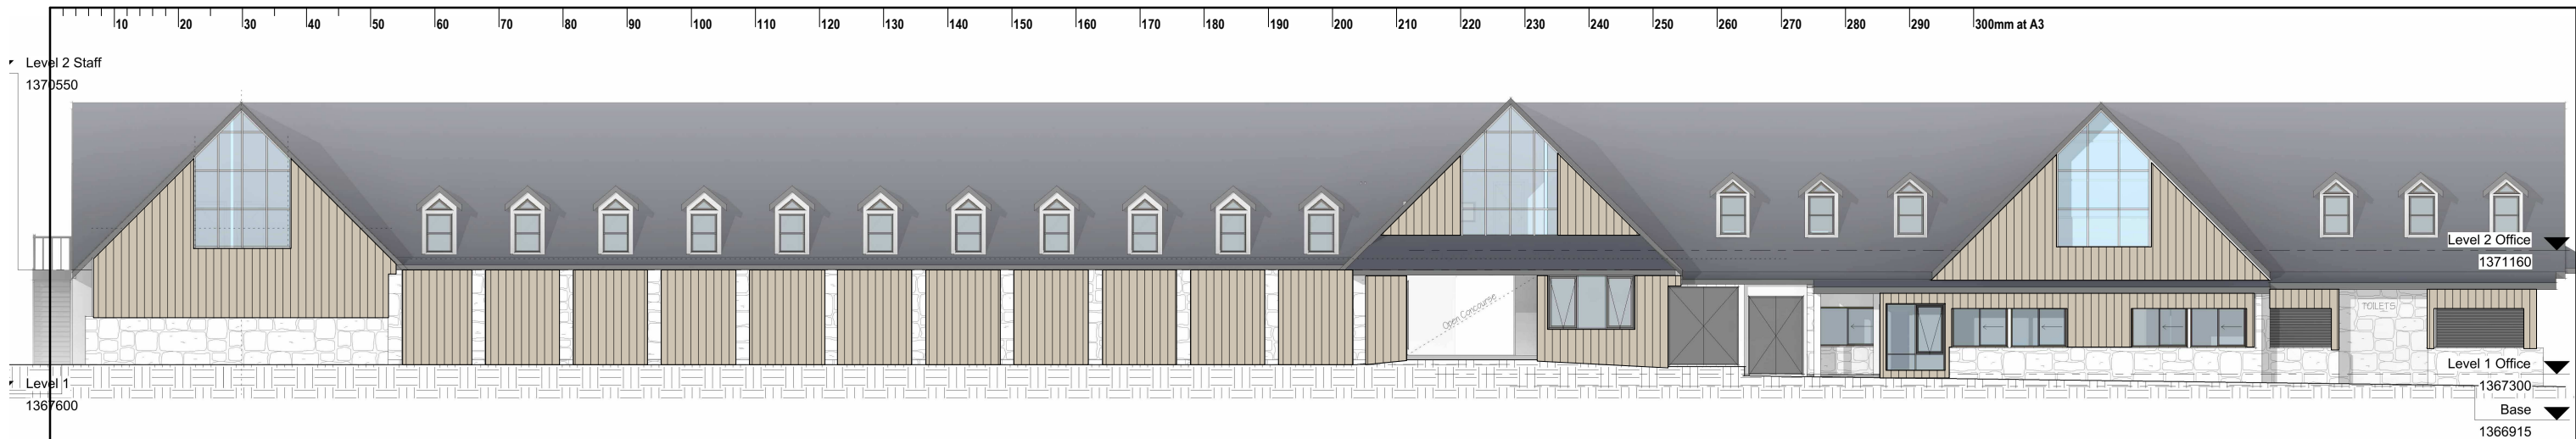 10 20 30 40 50 60 70 80 90 100 110 120 130 140 150 160 170 180 190 200 210 220 230 240 250 260 270 280 290 300mm at A3
Level 2 Staff
1370550
Level 2 Office
1371160
Open Concourse
TOILETS
Level 1 Office
1367300
Level 1
1367600
Base
1366915